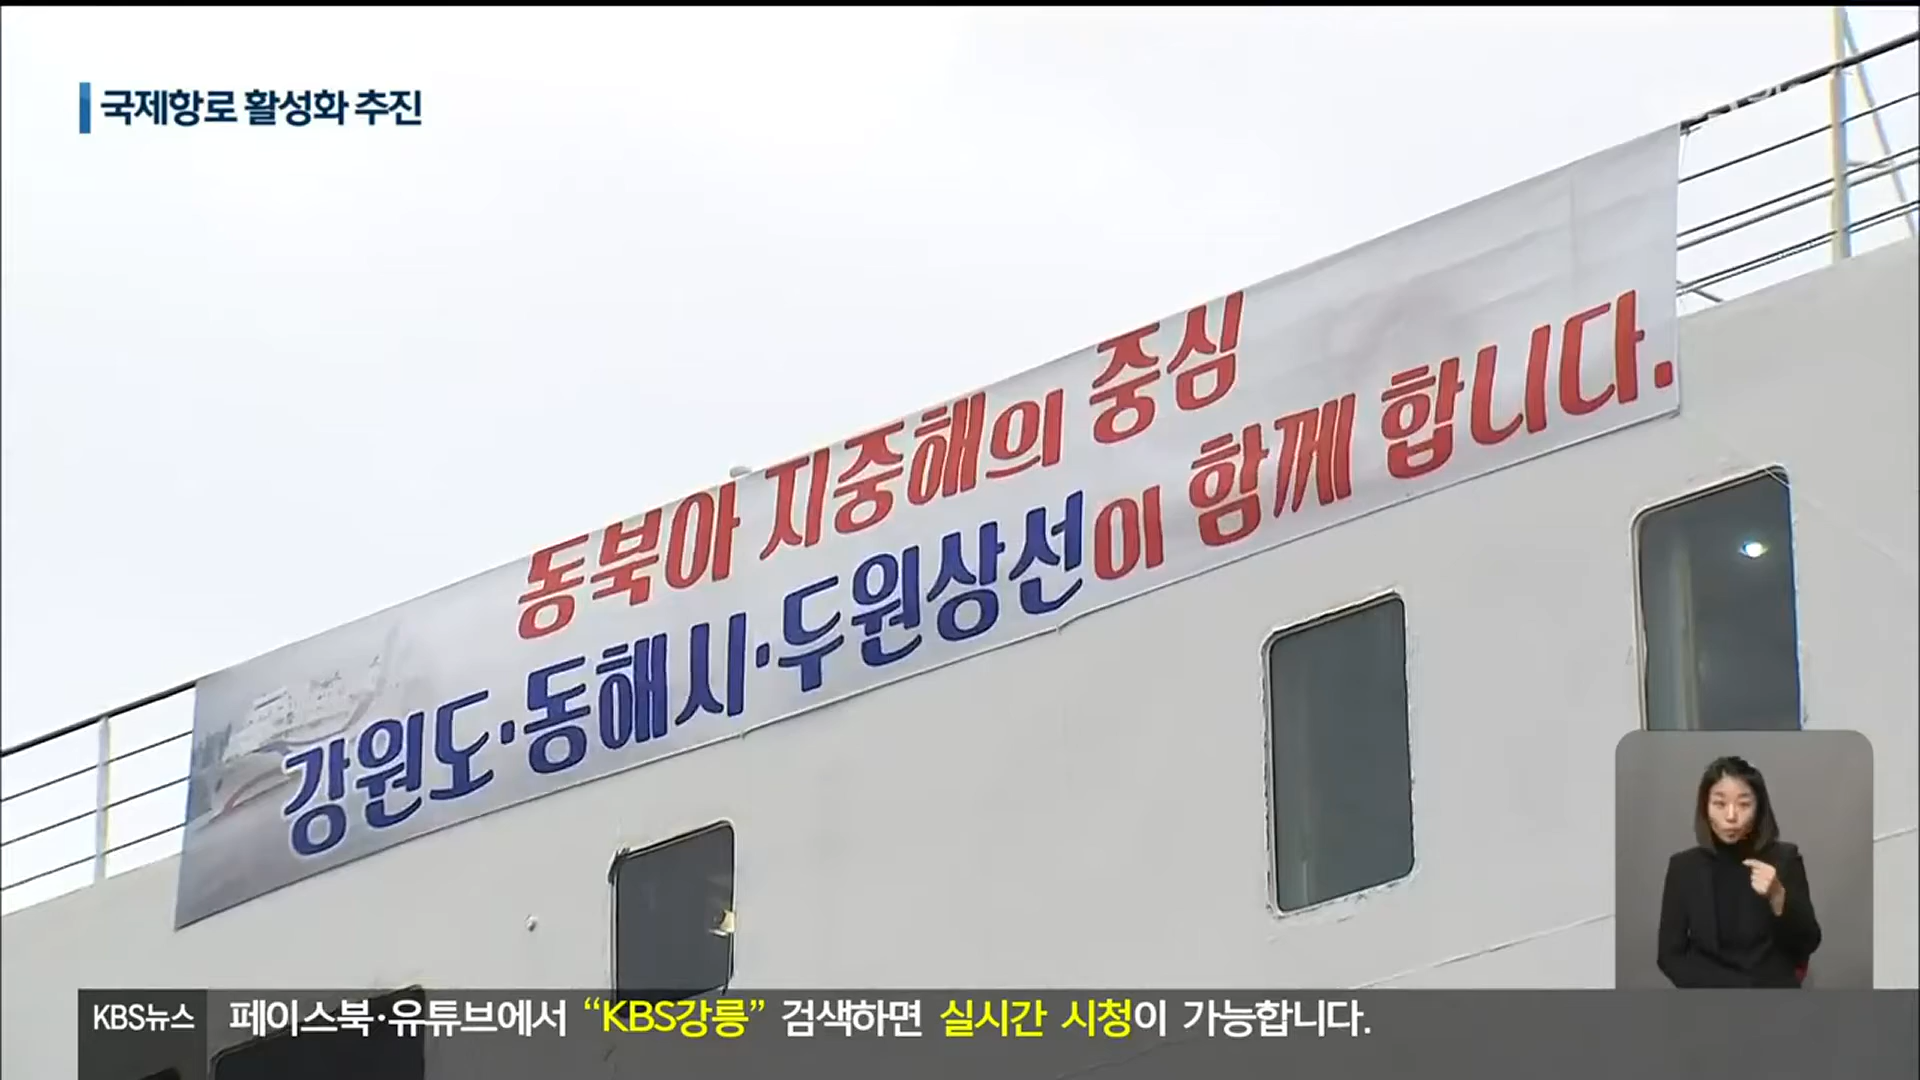 국제항로 활성화 추진
동북아 지중해의 중심
강원도·동해시·두원상선이 함께 합니다.
KBS뉴스 페이스북·유튜브에서 “KBS강릉” 검색하면 실시간 시청이 가능합니다.